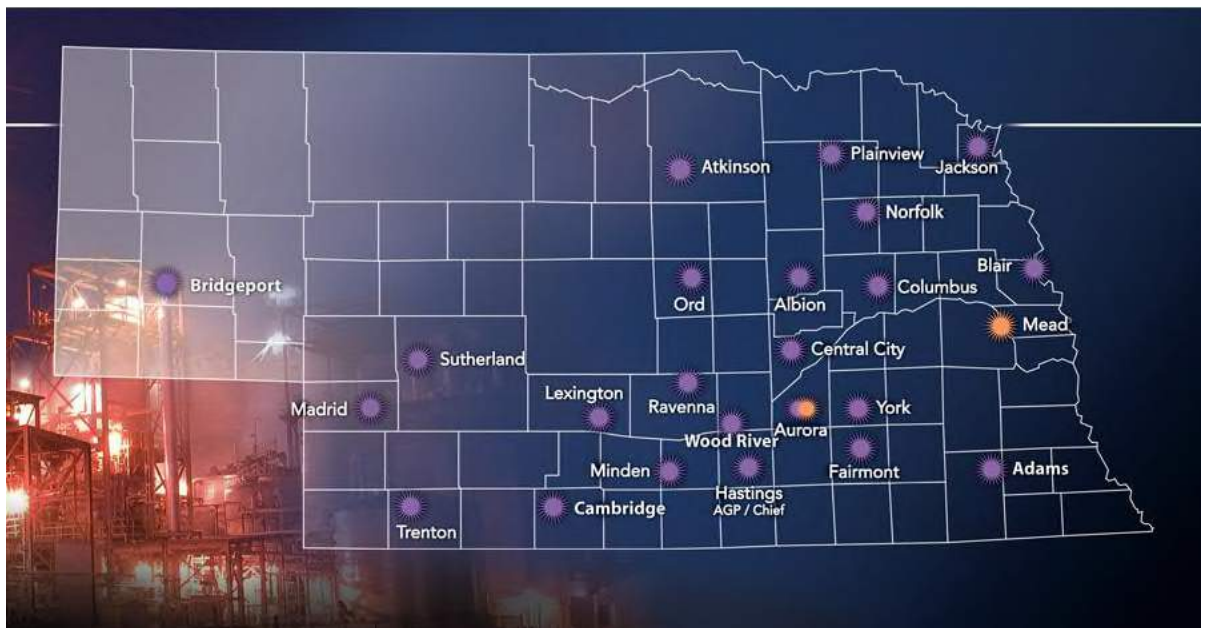 Plainview
Jackson
Atkinson
Norfolk
Blair
Bridgeport
Ord
Albion
Columbus
Mead
Central City
Sutherland
Lexington
Madrid
Ravenna
Aurora
York
Wood River
Fairmont
Minden
Hastings
AGP / Chief
Adams
Cambridge
Trenton